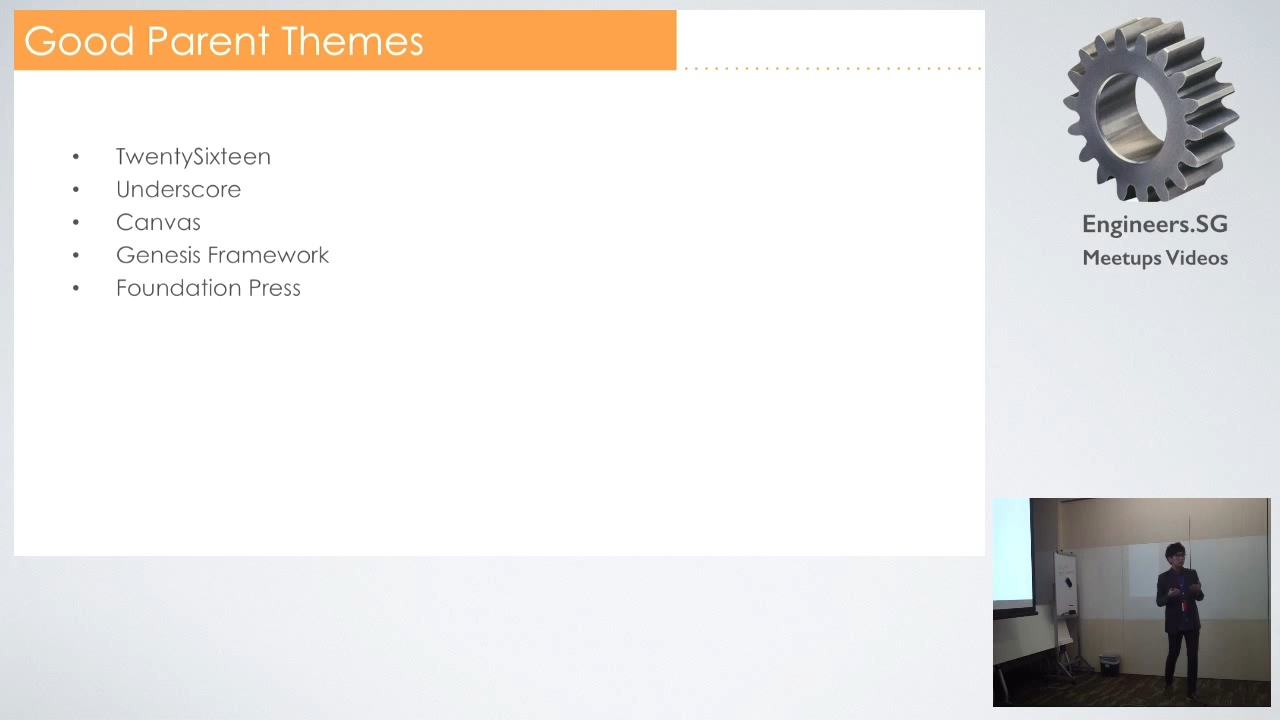 Good Parent Themes
• TwentySixteen
• Underscore
• Canvas
• Genesis Framework
• Foundation Press
Engineers.SG
Meetups Videos